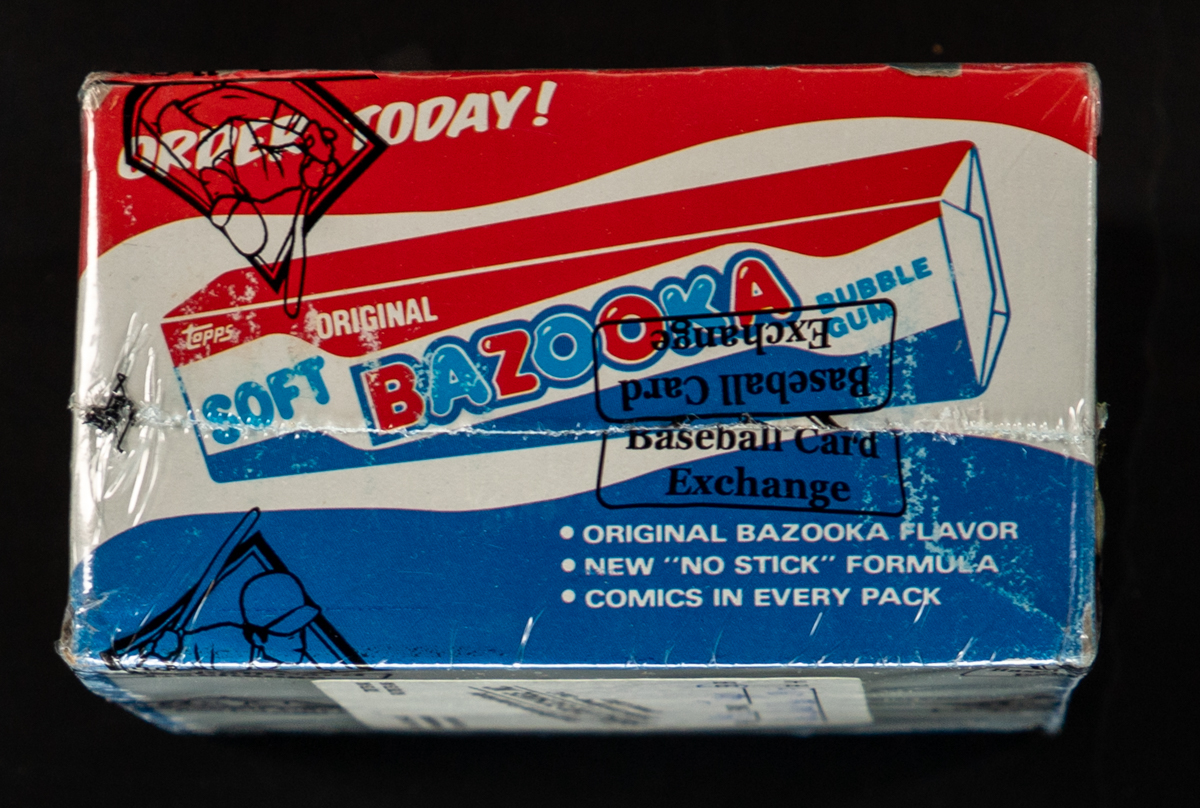 ORDER TODAY!
topps
ORIGINAL
SOFT BAZOOKA BUBBLE
GUM
Exchange
Baseball Card
Baseball Card
Exchange
• ORIGINAL BAZOOKA FLAVOR
• NEW "NO STICK" FORMULA
• COMICS IN EVERY PACK